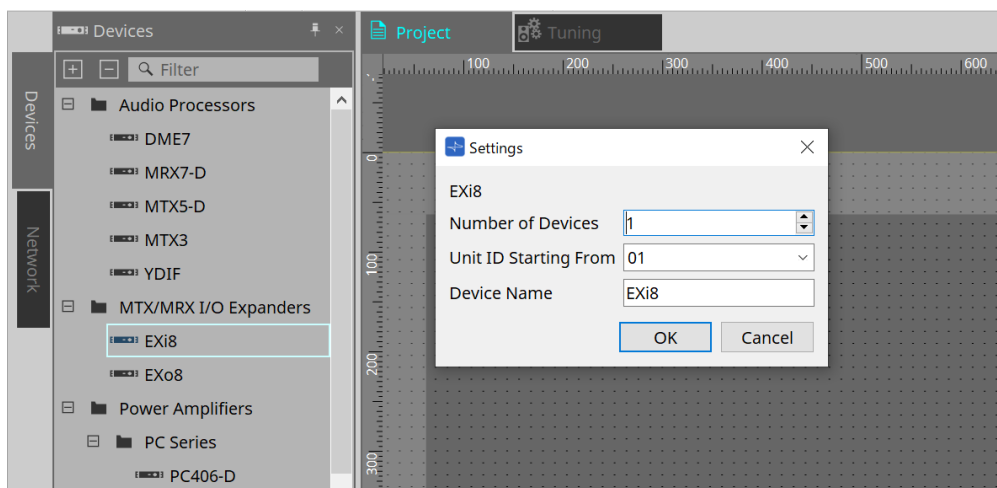 Devices
Project
Tuning
Filter
100
200
300
400
500
600
Devices
Network
Audio Processors
DME7
MRX7-D
MTX5-D
MTX3
YDIF
MTX/MRX I/O Expanders
EXi8
EXo8
Power Amplifiers
PC Series
PC406-D
0
100
200
300
Settings
EXi8
Number of Devices 1
Unit ID Starting From 01
Device Name EXi8
OK Cancel